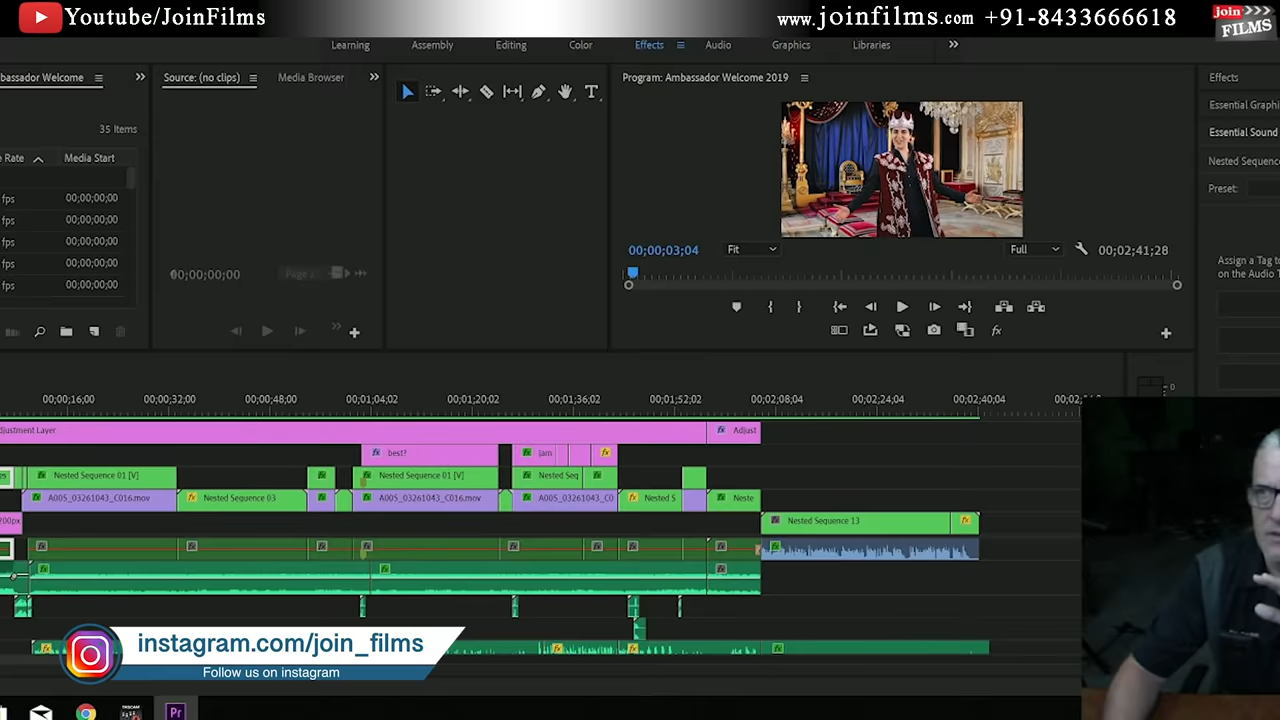 Youtube/JoinFilms
www.joinfilms.com +91-8433666618
join
FILMS
Learning Assembly Editing Color Effects Audio Graphics Libraries
bassador Welcome
Source: (no clips) Media Browser
Program: Ambassador Welcome 2019
Effects
Essential Graphi
Essential Sound
Nested Sequence
Preset:
35 Items
Rate Media Start
fps 00;00;00;00
fps 00;00;00;00
fps 00;00;00;00
fps 00;00;00;00
fps 00;00;00;00
00;00;00;00
00;00;03;04 Fit Full 00;02;41;28
Assign a Tag to
on the Audio T
00;00;16;00 00;00;32;00 00;00;48;00 00;01;04;02 00;01;20;02 00;01;36;02 00;01;52;02 00;02;08;04 00;02;24;04 00;02;40;04
0
djustment Layer Adjust
best? jam
Nested Sequence 01 [V] Nested Sequence 01 [V] Nested Seq
A005_03261043_C016.mov Nested Sequence 03 A005_03261043_C016.mov A005_03261043_C0 Nested S Neste
200px Nested Sequence 13
instagram.com/join_films
Follow us on instagram
Pr